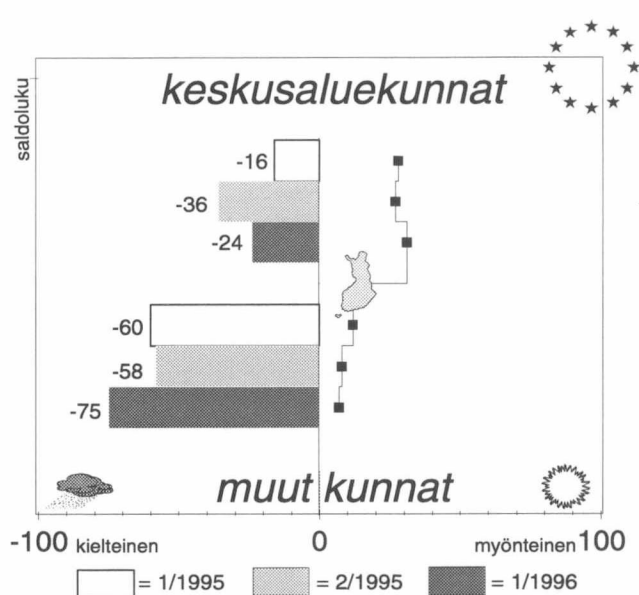 keskusaluekunnat
saldoluku
-16
-36
-24
-60
-58
-75
muut kunnat
-100 kielteinen 0 myönteinen 100
= 1/1995 = 2/1995 = 1/1996